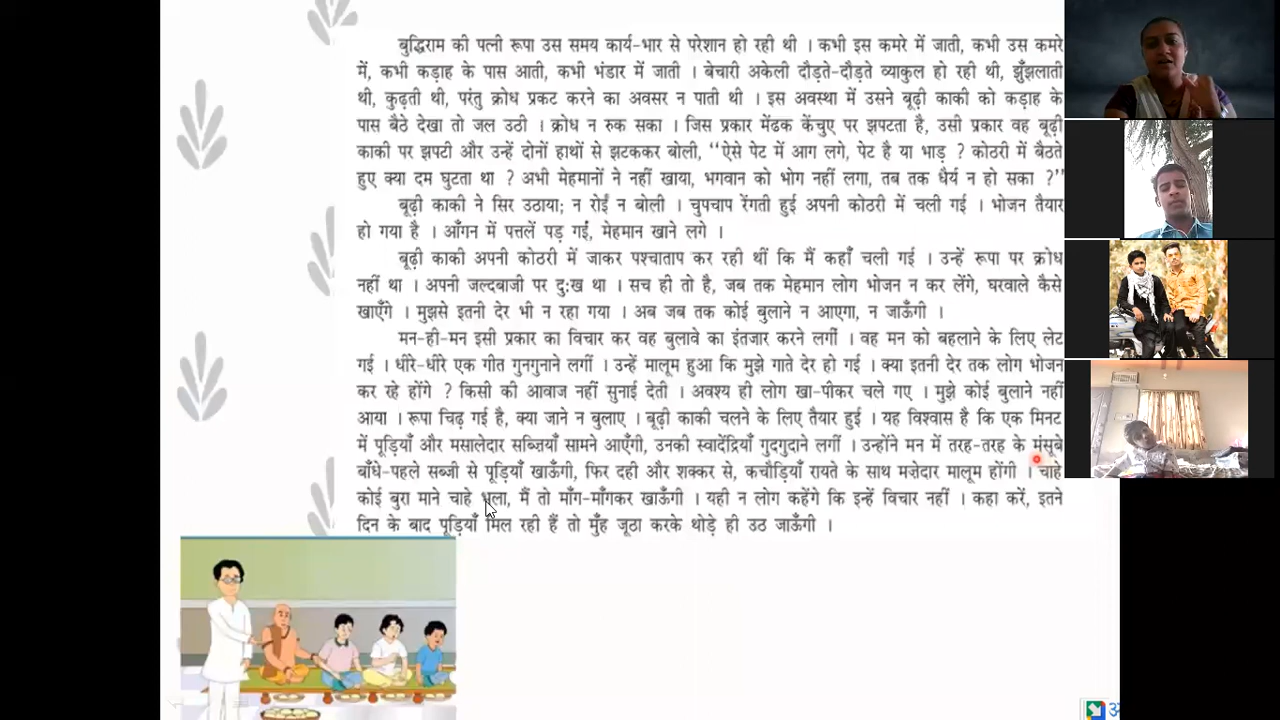 बुद्धिराम की पत्नी रूपा उस समय कार्य-भार से परेशान हो रही थी । कभी इस कमरे में जाती, कभी उस कमरे
में, कभी कड़ाह के पास आती, कभी भंडार में जाती । बेचारी अकेली दौड़ते-दौड़ते व्याकुल हो रही थी, झुँझलाती
थी, कुढ़ती थी, परंतु क्रोध प्रकट करने का अवसर न पाती थी । इस अवस्था में उसने बूढ़ी काकी को कड़ाह के
पास बैठे देखा तो जल उठी । क्रोध न रुक सका । जिस प्रकार मेंढक केंचुए पर झपटता है, उसी प्रकार वह बूढ़ी
काकी पर झपटी और उन्हें दोनों हाथों से झटककर बोली, ‘‘ऐसे पेट में आग लगे, पेट है या भाड़ ? कोठरी में बैठते
हुए क्या दम घुटता था ? अभी मेहमानों ने नहीं खाया, भगवान को भोग नहीं लगा, तब तक धैर्य न हो सका ?’’
बूढ़ी काकी ने सिर उठाया; न रोईं न बोली । चुपचाप रेंगती हुई अपनी कोठरी में चली गई । भोजन तैयार
हो गया है । आँगन में पत्तलें पड़ गईं, मेहमान खाने लगे ।
बूढ़ी काकी अपनी कोठरी में जाकर पश्चाताप कर रही थीं कि मैं कहाँ चली गई । उन्हें रूपा पर क्रोध
नहीं था । अपनी जल्दबाजी पर दुःख था । सच ही तो है, जब तक मेहमान लोग भोजन न कर लेंगे, घरवाले कैसे
खाएँगे । मुझसे इतनी देर भी न रहा गया । अब जब तक कोई बुलाने न आएगा, न जाऊँगी ।
मन-ही-मन इसी प्रकार का विचार कर वह बुलावे का इंतजार करने लगीं । वह मन को बहलाने के लिए लेट
गई । धीरे-धीरे एक गीत गुनगुनाने लगीं । उन्हें मालूम हुआ कि मुझे गाते देर हो गई । क्या इतनी देर तक लोग भोजन
कर रहे होंगे ? किसी की आवाज नहीं सुनाई देती । अवश्य ही लोग खा-पीकर चले गए । मुझे कोई बुलाने नहीं
आया । रूपा चिढ़ गई है, क्या जाने न बुलाए । बूढ़ी काकी चलने के लिए तैयार हुई । यह विश्वास है कि एक मिनट
में पूड़ियाँ और मसालेदार सब्ज़ियाँ सामने आएँगी, उनकी स्वादेंद्रियाँ गुदगुदाने लगीं । उन्होंने मन में तरह-तरह के मंसूबे
बाँधे-पहले सब्जी से पूड़ियाँ खाऊँगी, फिर दही और शक्कर से, कचौड़ियाँ रायते के साथ मज़ेदार मालूम होंगी । चाहे
कोई बुरा माने चाहे भला, मैं तो माँग-माँगकर खाऊँगी । यही न लोग कहेंगे कि इन्हें विचार नहीं । कहा करें, इतने
दिन के बाद पूड़ियाँ मिल रही हैं तो मुँह जूठा करके थोड़े ही उठ जाऊँगी ।